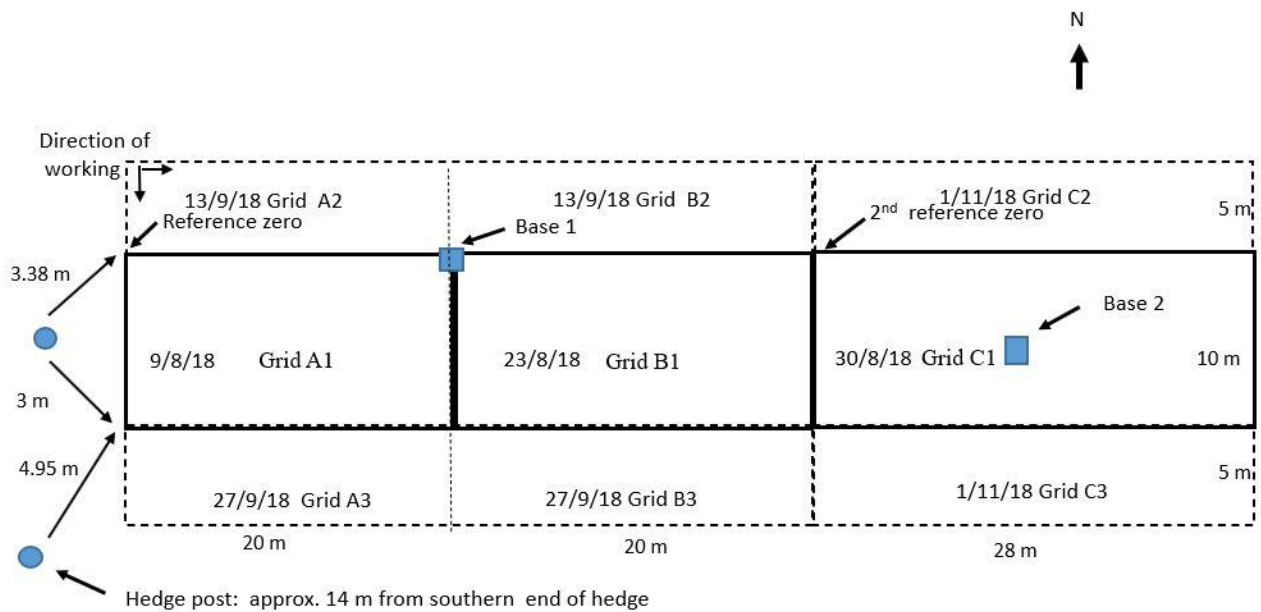 N
Direction of
working
13/9/18 Grid A2
13/9/18 Grid B2
1/11/18 Grid C2
5 m
Reference zero
Base 1
2nd reference zero
3.38 m
Base 2
9/8/18 Grid A1
23/8/18 Grid B1
30/8/18 Grid C1
10 m
3 m
4.95 m
27/9/18 Grid A3
27/9/18 Grid B3
1/11/18 Grid C3
5 m
20 m
20 m
28 m
Hedge post: approx. 14 m from southern end of hedge